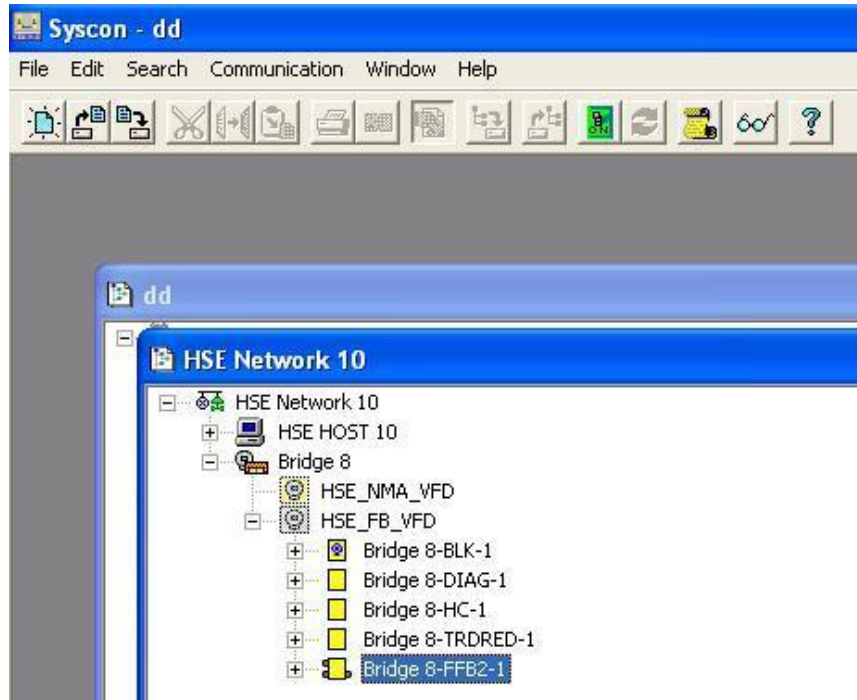 Syscon - dd
File Edit Search Communication Window Help
ON
dd
HSE Network 10
HSE Network 10
HSE HOST 10
Bridge 8
HSE_NMA_VFD
HSE_FB_VFD
Bridge 8-BLK-1
Bridge 8-DIAG-1
Bridge 8-HC-1
Bridge 8-TRDRED-1
Bridge 8-FFB2-1